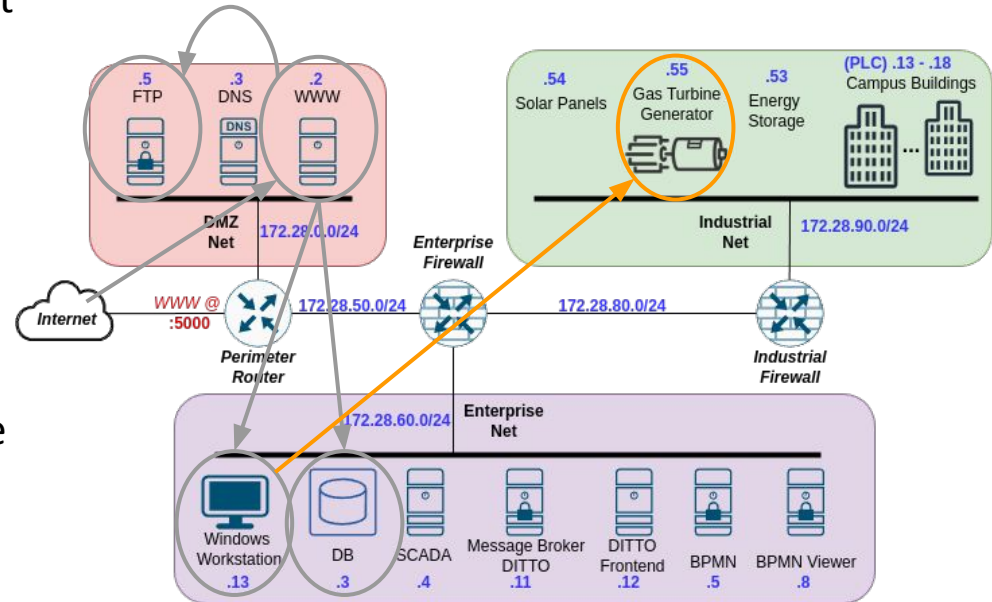 t
.5
FTP
.3
DNS
.2
WWW
DNS
DMZ
Net
172.28.0.0/24
.54
Solar Panels
.55
Gas Turbine
Generator
.53
Energy
Storage
(PLC) .13 - .18
Campus Buildings
...
Industrial
Net
172.28.90.0/24
Internet
WWW @
:5000
Perimeter
Router
172.28.50.0/24
Enterprise
Firewall
172.28.80.0/24
Industrial
Firewall
e
172.28.60.0/24
Enterprise
Net
Windows
Workstation
.13
DB
.3
SCADA
.4
Message Broker
DITTO
.11
DITTO
Frontend
.12
BPMN
.5
BPMN Viewer
.8